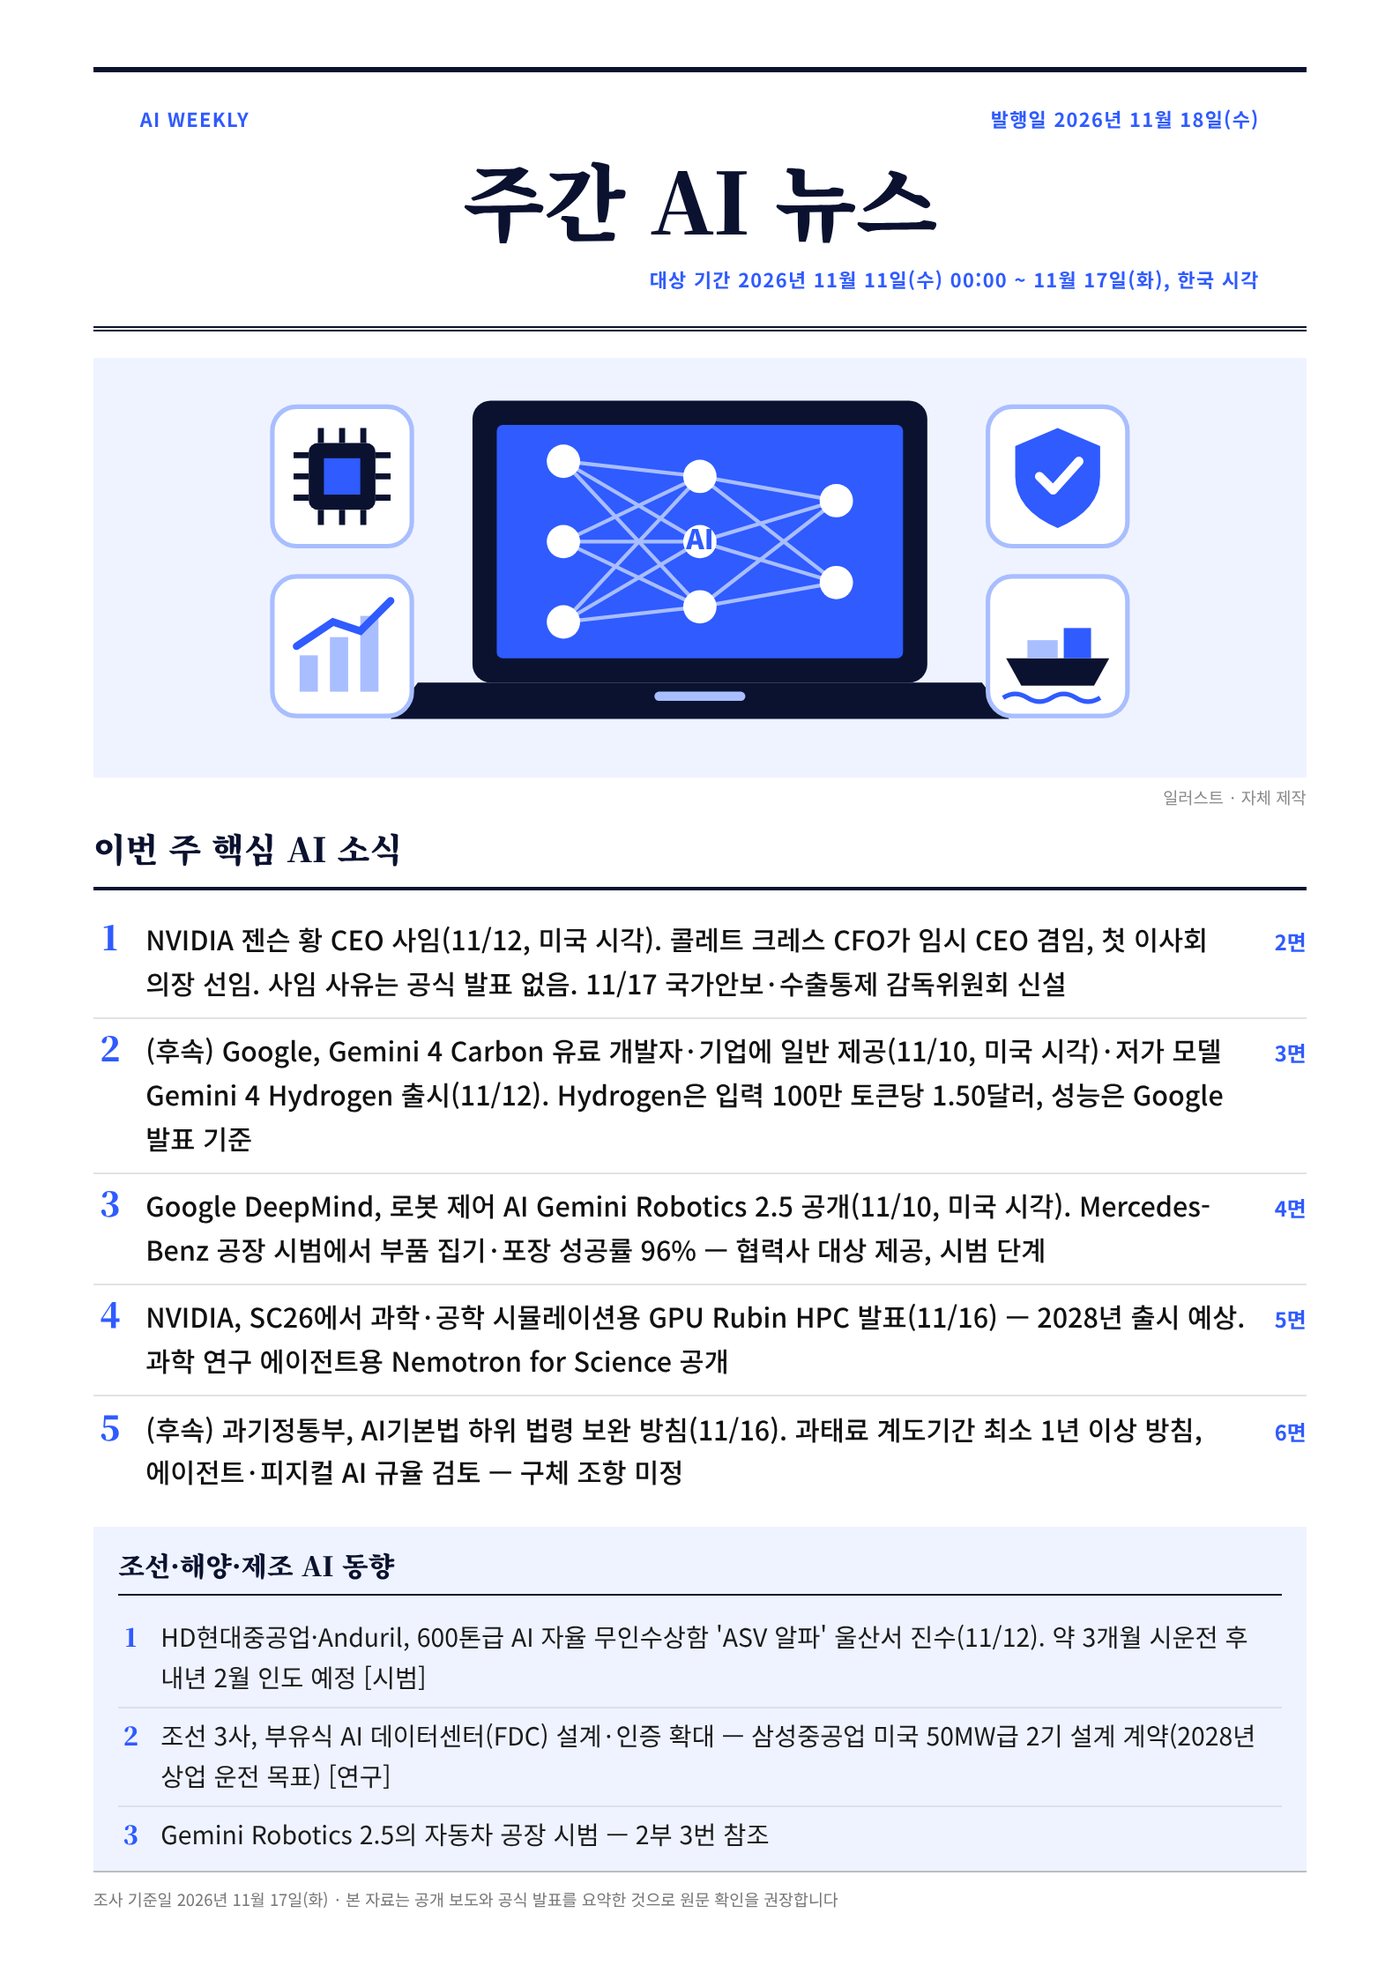 AI WEEKLY
발행일 2026년 11월 18일(수)
주간 AI 뉴스
대상 기간 2026년 11월 11일(수) 00:00 ~ 11월 17일(화), 한국 시각
AI
일러스트 · 자체 제작
이번 주 핵심 AI 소식
1 NVIDIA 젠슨 황 CEO 사임(11/12, 미국 시각). 콜레트 크레스 CFO가 임시 CEO 겸임, 첫 이사회 2면
의장 선임. 사임 사유는 공식 발표 없음. 11/17 국가안보·수출통제 감독위원회 신설
2 (후속) Google, Gemini 4 Carbon 유료 개발자·기업에 일반 제공(11/10, 미국 시각)·저가 모델 3면
Gemini 4 Hydrogen 출시(11/12). Hydrogen은 입력 100만 토큰당 1.50달러, 성능은 Google
발표 기준
3 Google DeepMind, 로봇 제어 AI Gemini Robotics 2.5 공개(11/10, 미국 시각). Mercedes- 4면
Benz 공장 시범에서 부품 집기·포장 성공률 96% — 협력사 대상 제공, 시범 단계
4 NVIDIA, SC26에서 과학·공학 시뮬레이션용 GPU Rubin HPC 발표(11/16) — 2028년 출시 예상. 5면
과학 연구 에이전트용 Nemotron for Science 공개
5 (후속) 과기정통부, AI기본법 하위 법령 보완 방침(11/16). 과태료 계도기간 최소 1년 이상 방침, 6면
에이전트·피지컬 AI 규율 검토 — 구체 조항 미정
조선·해양·제조 AI 동향
1 HD현대중공업·Anduril, 600톤급 AI 자율 무인수상함 'ASV 알파' 울산서 진수(11/12). 약 3개월 시운전 후
내년 2월 인도 예정 [시범]
2 조선 3사, 부유식 AI 데이터센터(FDC) 설계·인증 확대 — 삼성중공업 미국 50MW급 2기 설계 계약(2028년
상업 운전 목표) [연구]
3 Gemini Robotics 2.5의 자동차 공장 시범 — 2부 3번 참조
조사 기준일 2026년 11월 17일(화) · 본 자료는 공개 보도와 공식 발표를 요약한 것으로 원문 확인을 권장합니다